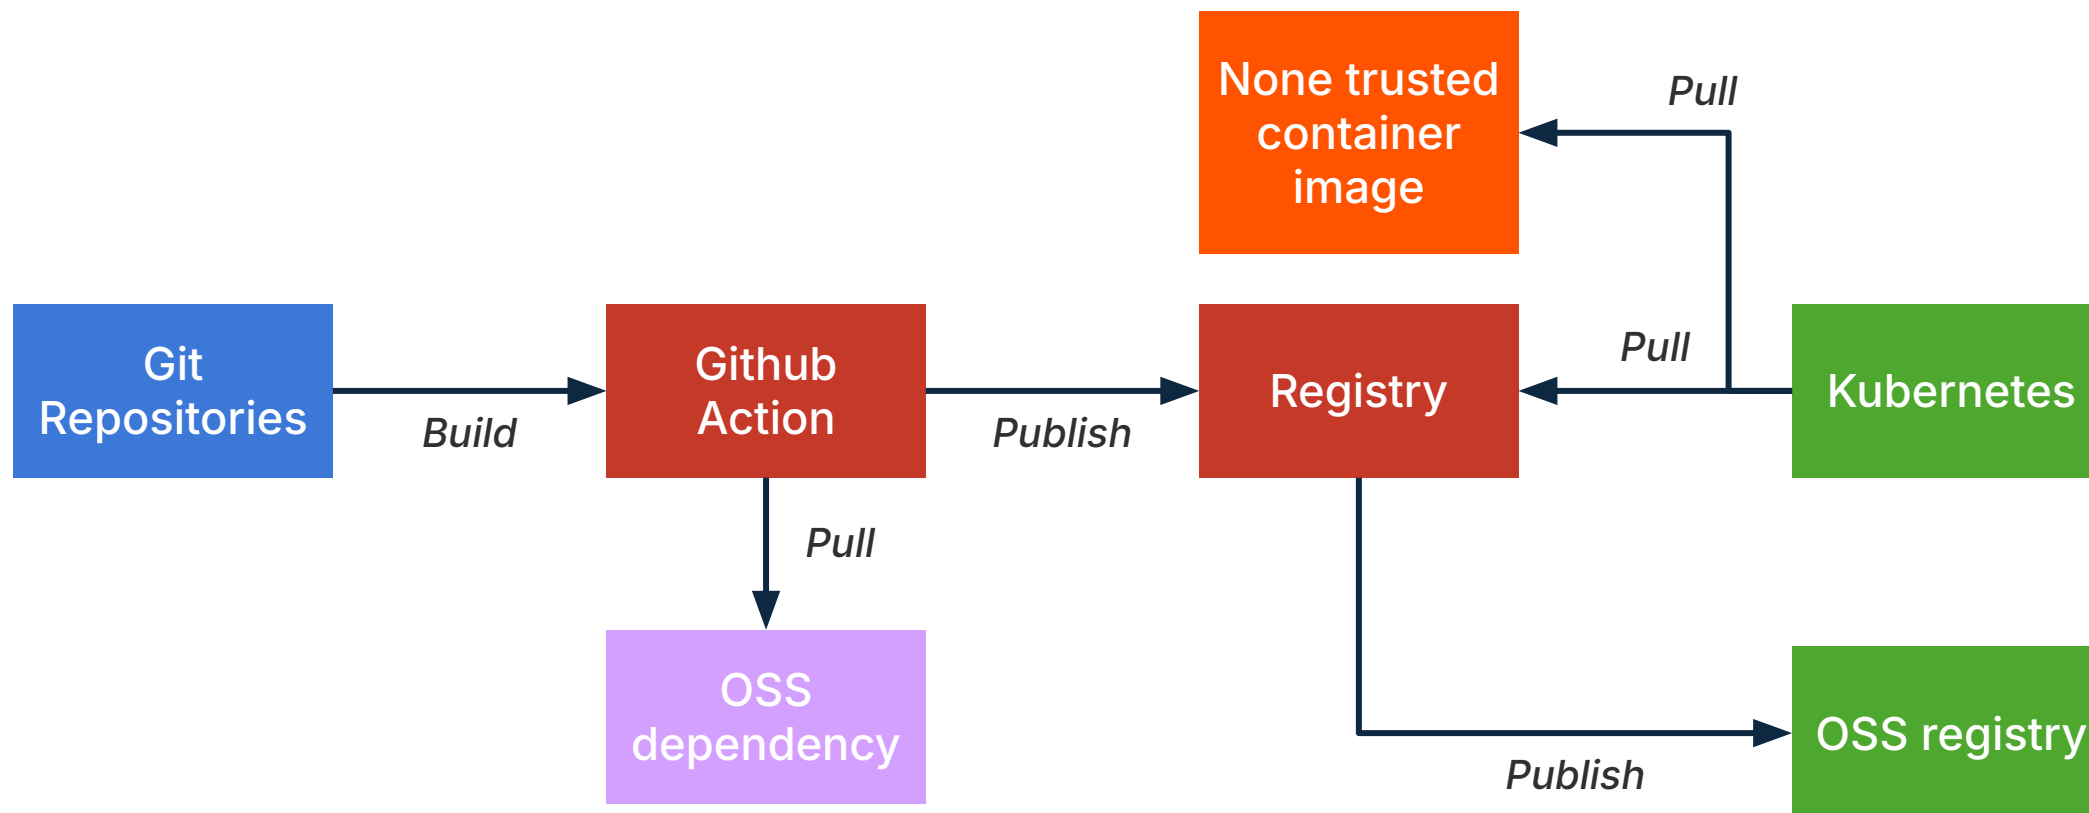 None trusted
container
image
Pull
Git
Repositories
Build
Github
Action
Publish
Registry
Pull
Kubernetes
Pull
OSS
dependency
OSS registry
Publish